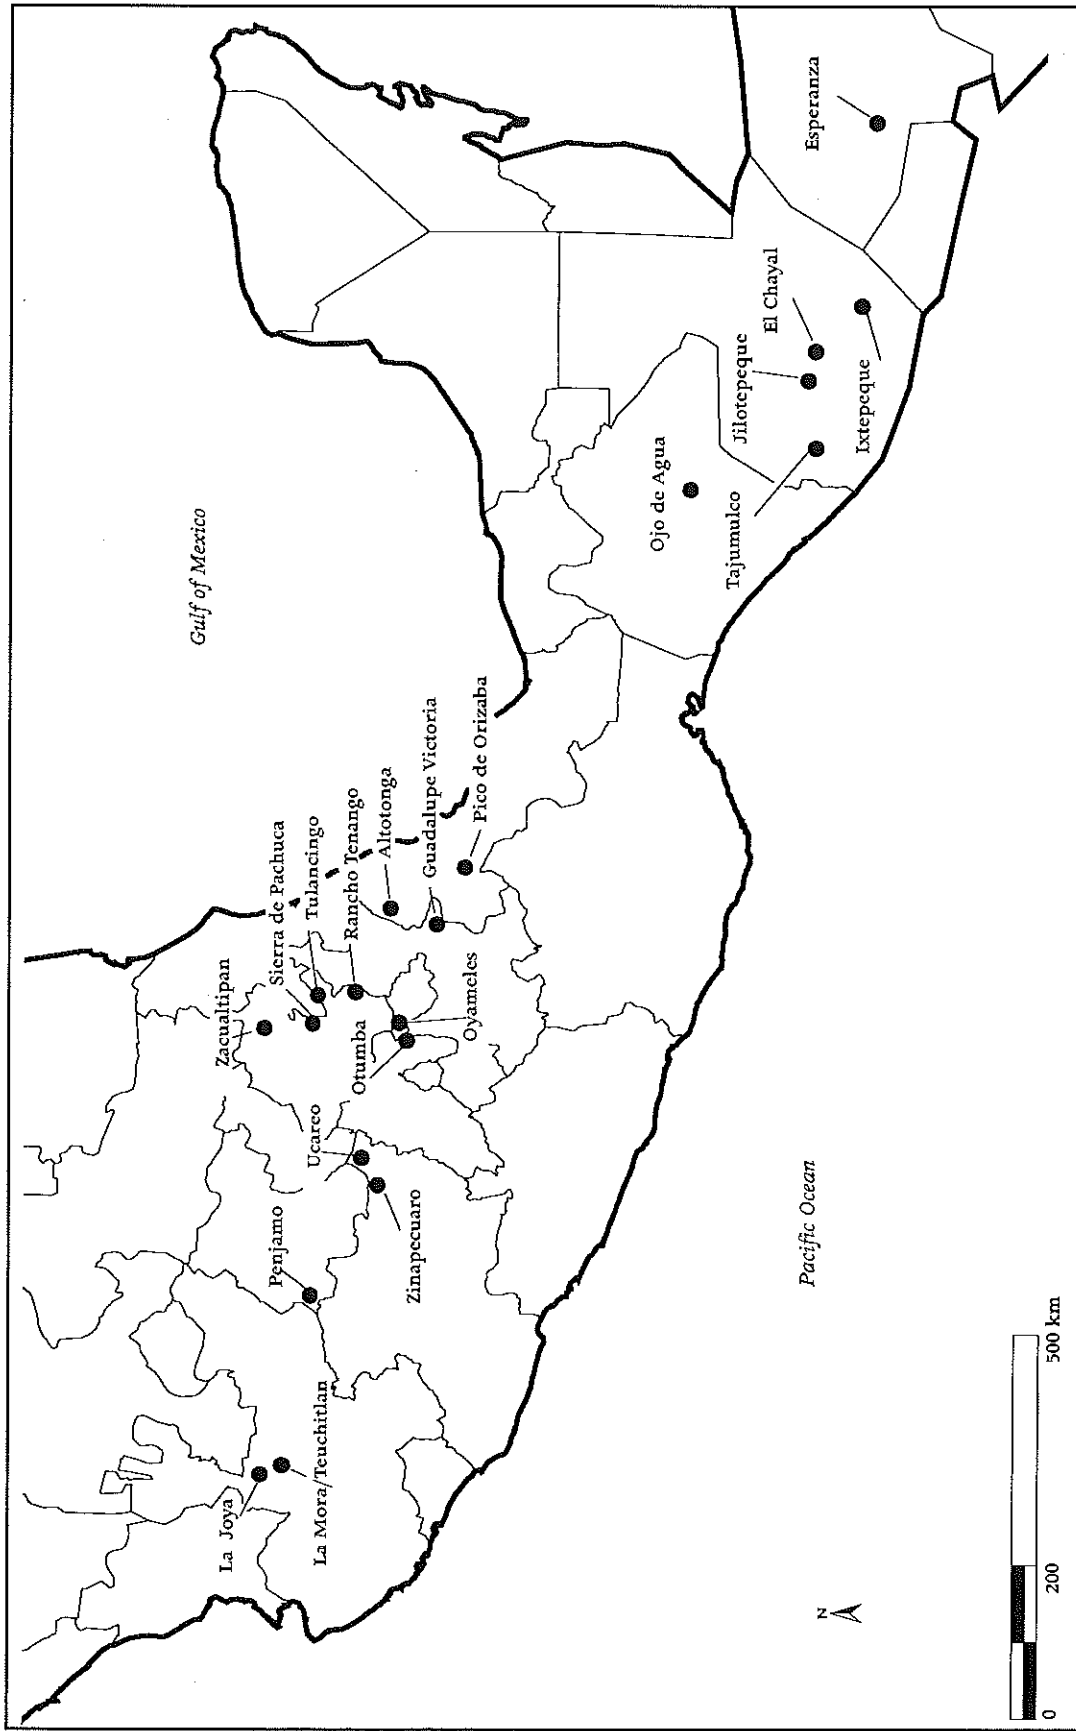 Gulf of Mexico
Zacualtipan
Sierra de Pachuca
Tulancingo
Rancho Tenango
Altotonga
Guadalupe Victoria
Pico de Orizaba
La Joya
La Mora/Teuchitlan
Penjamo
Ucareo
Zinapecuaro
Otumba
Oyameles
Ojo de Agua
Tajumulco
Jilotepeque
El Chayal
Ixtepeque
Esperanza
Pacific Ocean
N
0 200 500 km